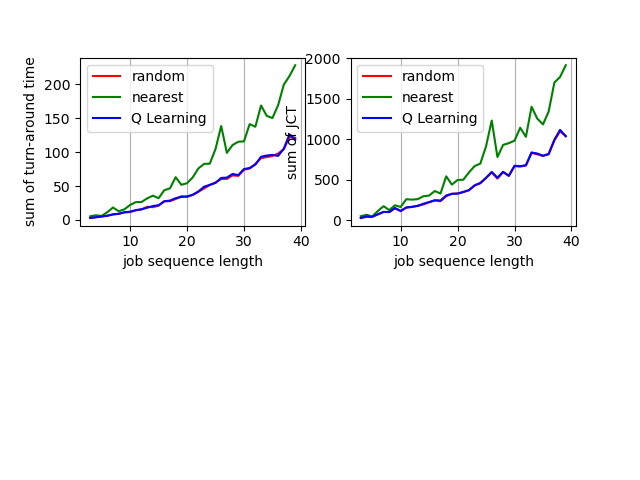 sum of turn-around time
200
150
100
50
0
random
nearest
Q Learning
10
20
30
40
job sequence length
sum of JCT
2000
1500
1000
500
0
random
nearest
Q Learning
10
20
30
40
job sequence length